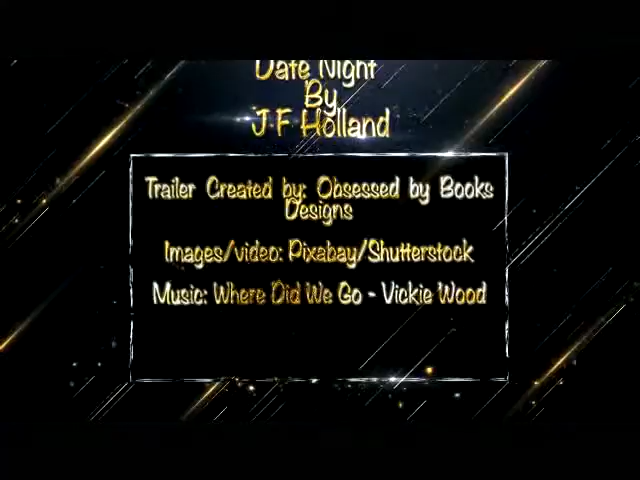 Date Night
By
J F Holland
Trailer Created by: Obsessed by Books
Designs
Images/video: Pixabay/Shutterstock
Music: Where Did We Go - Vickie Wood